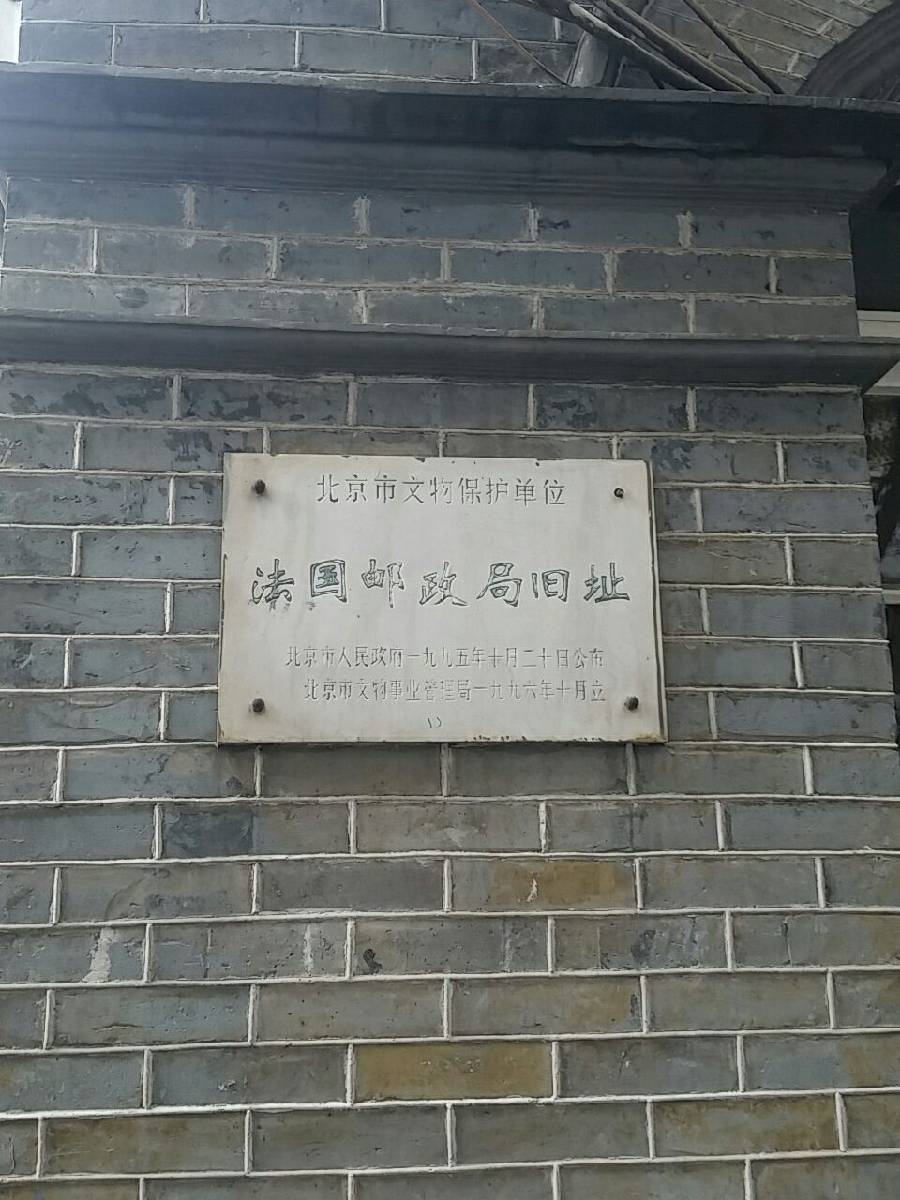 北京市文物保护单位
法国邮政局旧址
北京市人民政府一九九五年十月二十日公布
北京市文物事业管理局一九九六年十月立